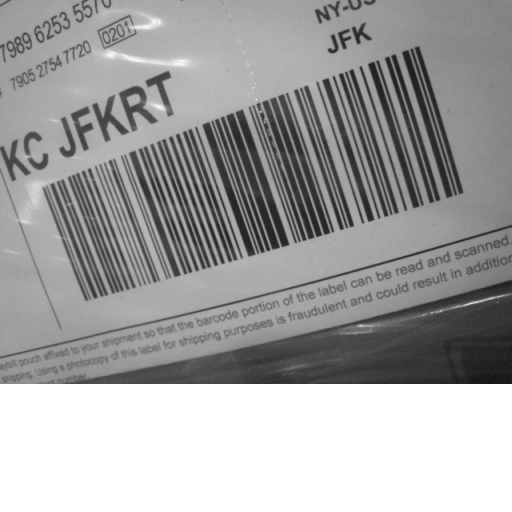 7989 6253 5570
7905 2754 7720 0201
NY-US
JFK
KC JFKRT
aybill pouch affixed to your shipment so that the barcode portion of the label can be read and scanned.
shipping. Using a photocopy of this label for shipping purposes is fraudulent and could result in addition
number.